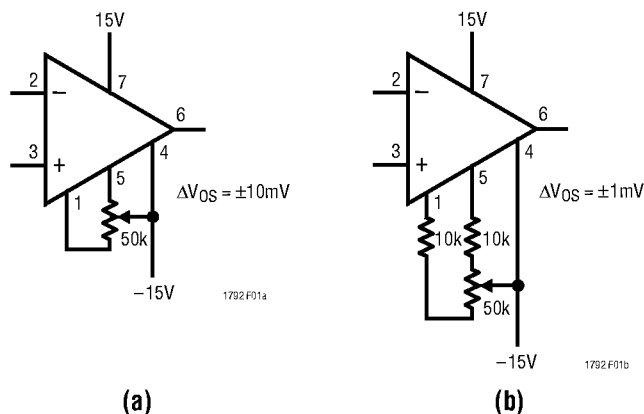 15V
2
7
−
6
3
+
4
1
5
ΔVOS = ±10mV
50k
−15V
1792 F01a
(a)
15V
2
7
−
6
3
+
4
1
5
ΔVOS = ±1mV
10k
10k
50k
−15V
1792 F01b
(b)